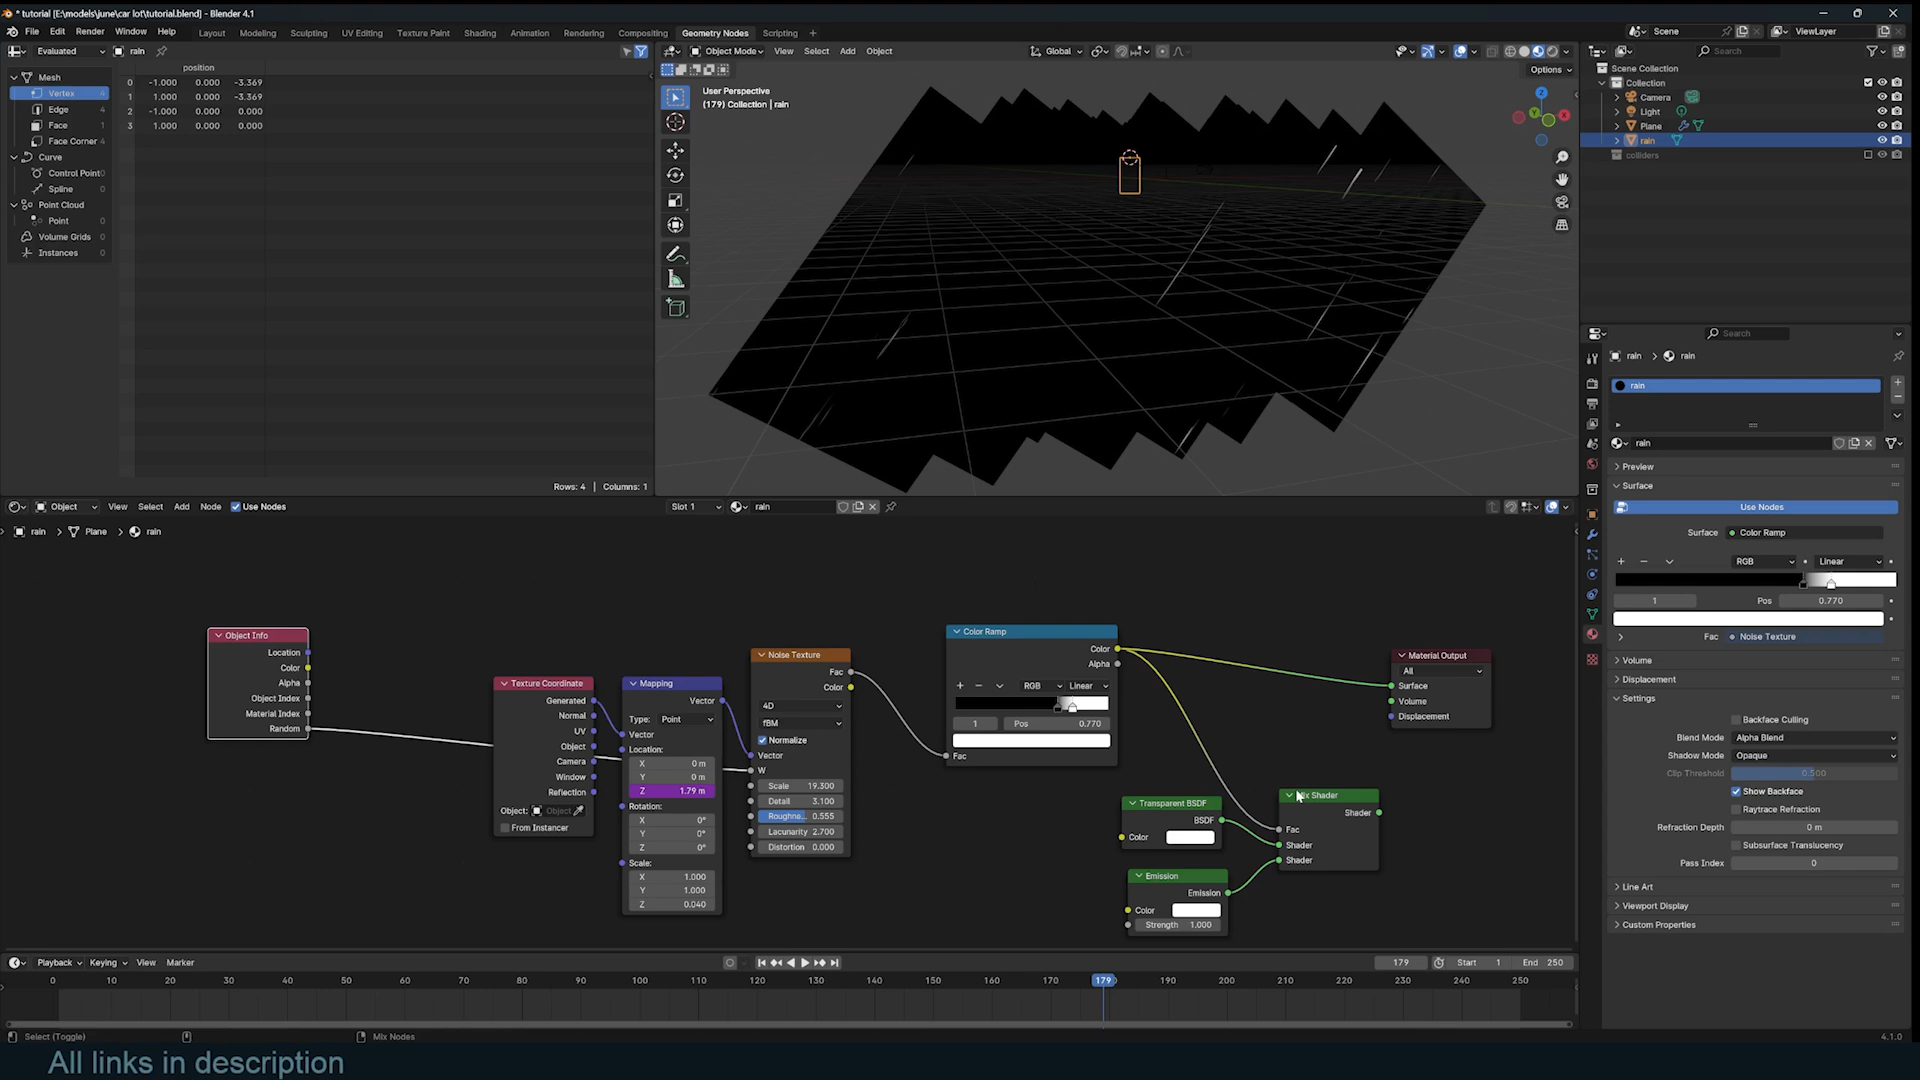 * tutorial [E:\models\june\car lot\tutorial.blend] - Blender 4.1
File Edit Render Window Help Layout Modeling Sculpting UV Editing Texture Paint Shading Animation Rendering Compositing Geometry Nodes Scripting + Scene ViewLayer
Evaluated rain
position
Mesh
Vertex 4
Edge 4
Face 1
Face Corner 4
Curve
Control Point 0
Spline 0
Point Cloud
Point 0
Volume Grids 0
Instances 0
0 -1.000 0.000 -3.369
1 1.000 0.000 -3.369
2 -1.000 0.000 0.000
3 1.000 0.000 0.000
Rows: 4 | Columns: 1
Object Mode View Select Add Object Global
Options
User Perspective
(179) Collection | rain
Z
Y
X
Search
Scene Collection
Collection
Camera
Light
Plane
rain
colliders
Search
rain > rain
rain
rain
Preview
Surface
Use Nodes
Surface Color Ramp
RGB Linear
1 Pos 0.770
Fac Noise Texture
Volume
Displacement
Settings
Backface Culling
Blend Mode Alpha Blend
Shadow Mode Opaque
Clip Threshold 0.500
Show Backface
Raytrace Refraction
Refraction Depth 0 m
Subsurface Translucency
Pass Index 0
Line Art
Viewport Display
Custom Properties
Object View Select Add Node Use Nodes Slot 1 rain
rain > Plane > rain
Object Info
Location
Color
Alpha
Object Index
Material Index
Random
Texture Coordinate
Generated
Normal
UV
Object
Camera
Window
Reflection
Object: Object
From Instancer
Mapping
Vector
Type: Point
Vector
Location:
X 0 m
Y 0 m
Z 1.79 m
Rotation:
X 0°
Y 0°
Z 0°
Scale:
X 1.000
Y 1.000
Z 0.040
Noise Texture
Fac
Color
4D
fBM
Normalize
Vector
W
Scale 19.300
Detail 3.100
Roughne... 0.555
Lacunarity 2.700
Distortion 0.000
Color Ramp
Color
Alpha
RGB Linear
1 Pos 0.770
Fac
Transparent BSDF
BSDF
Color
Emission
Emission
Color
Strength 1.000
Shader
Shader
Fac
Shader
Shader
Material Output
All
Surface
Volume
Displacement
Playback Keying View Marker 179 Start 1 End 250
0 10 20 30 40 50 60 70 80 90 100 110 120 130 140 150 160 170 179 190 200 210 220 230 240 250
Select (Toggle) Mix Nodes 4.1.0
All links in description